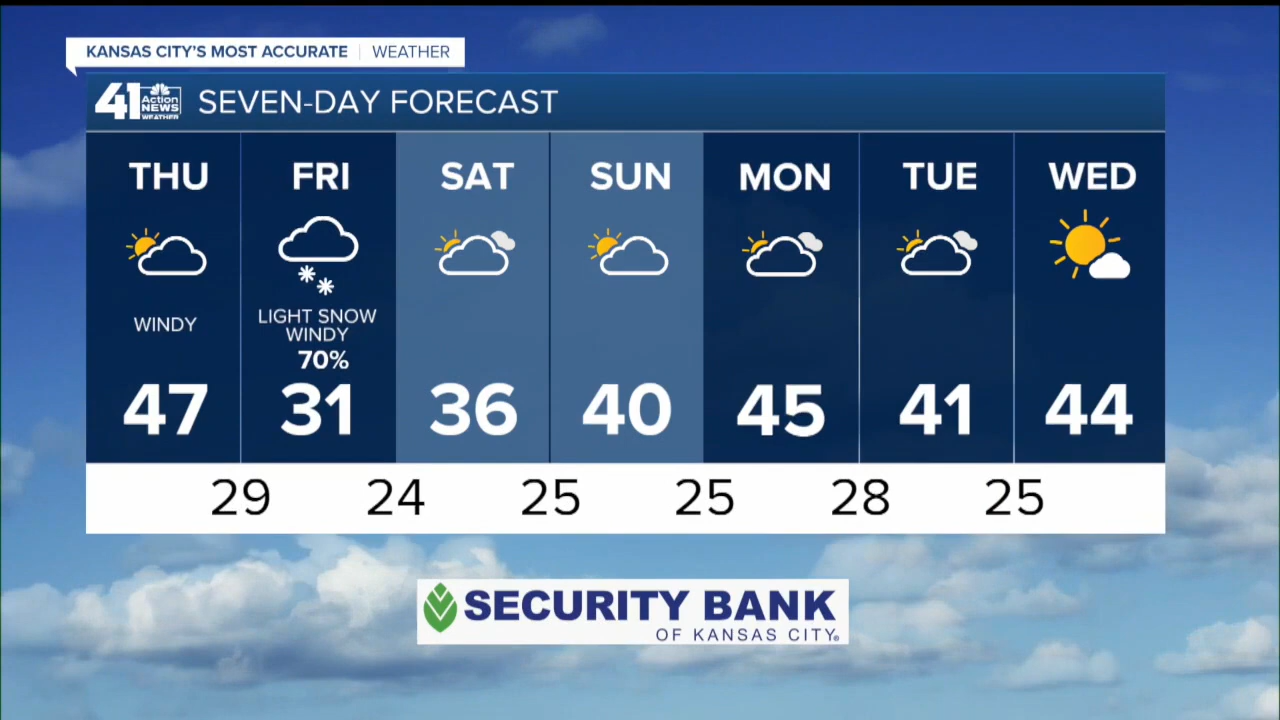 KANSAS CITY'S MOST ACCURATE | WEATHER
41 Action NEWS WEATHER
SEVEN-DAY FORECAST
THU FRI SAT SUN MON TUE WED
WINDY
LIGHT SNOW
WINDY
70%
47 31 36 40 45 41 44
29 24 25 25 28 25
SECURITY BANK
OF KANSAS CITY®